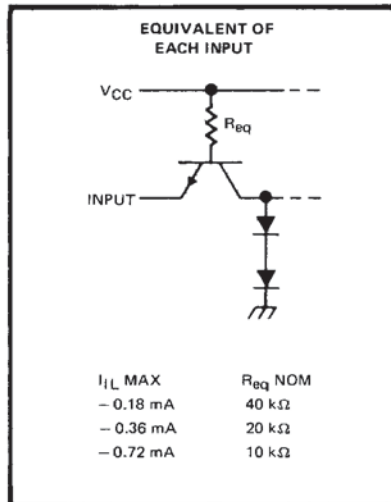 EQUIVALENT OF
EACH INPUT
VCC
Req
INPUT
IIL MAX Req NOM
– 0.18 mA 40 kΩ
– 0.36 mA 20 kΩ
– 0.72 mA 10 kΩ